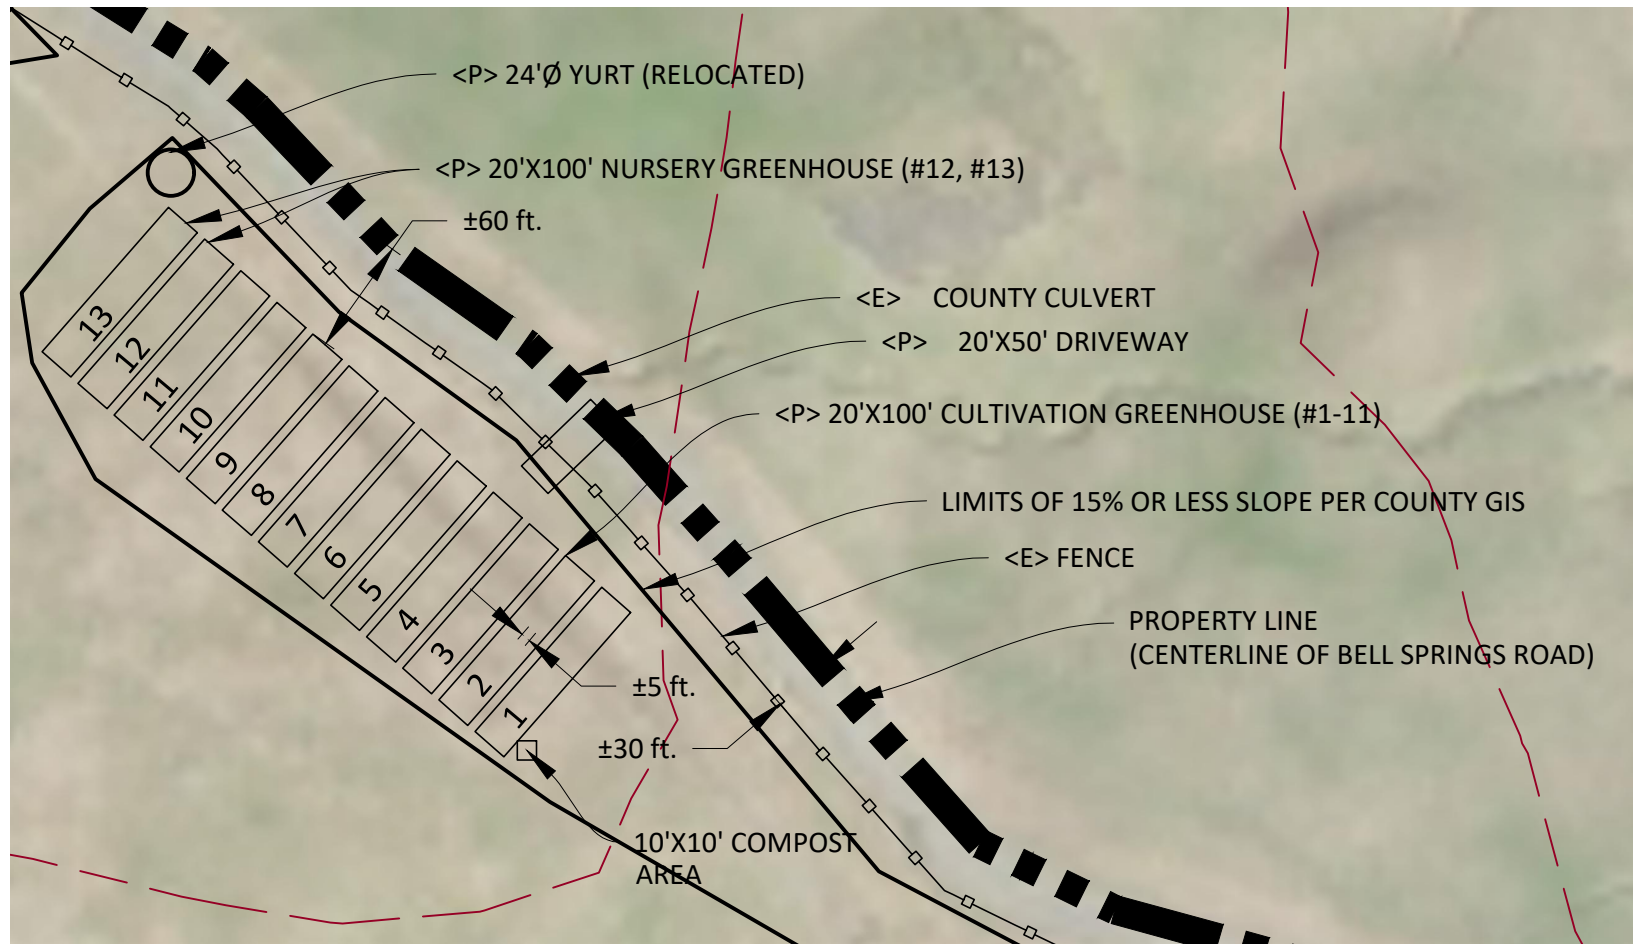 <P> 24'Ø YURT (RELOCATED)
<P> 20'X100' NURSERY GREENHOUSE (#12, #13)
±60 ft.
<E> COUNTY CULVERT
<P> 20'X50' DRIVEWAY
<P> 20'X100' CULTIVATION GREENHOUSE (#1-11)
LIMITS OF 15% OR LESS SLOPE PER COUNTY GIS
<E> FENCE
PROPERTY LINE
(CENTERLINE OF BELL SPRINGS ROAD)
±5 ft.
±30 ft.
10'X10' COMPOST
AREA
13
12
11
10
9
8
7
6
5
4
3
2
1